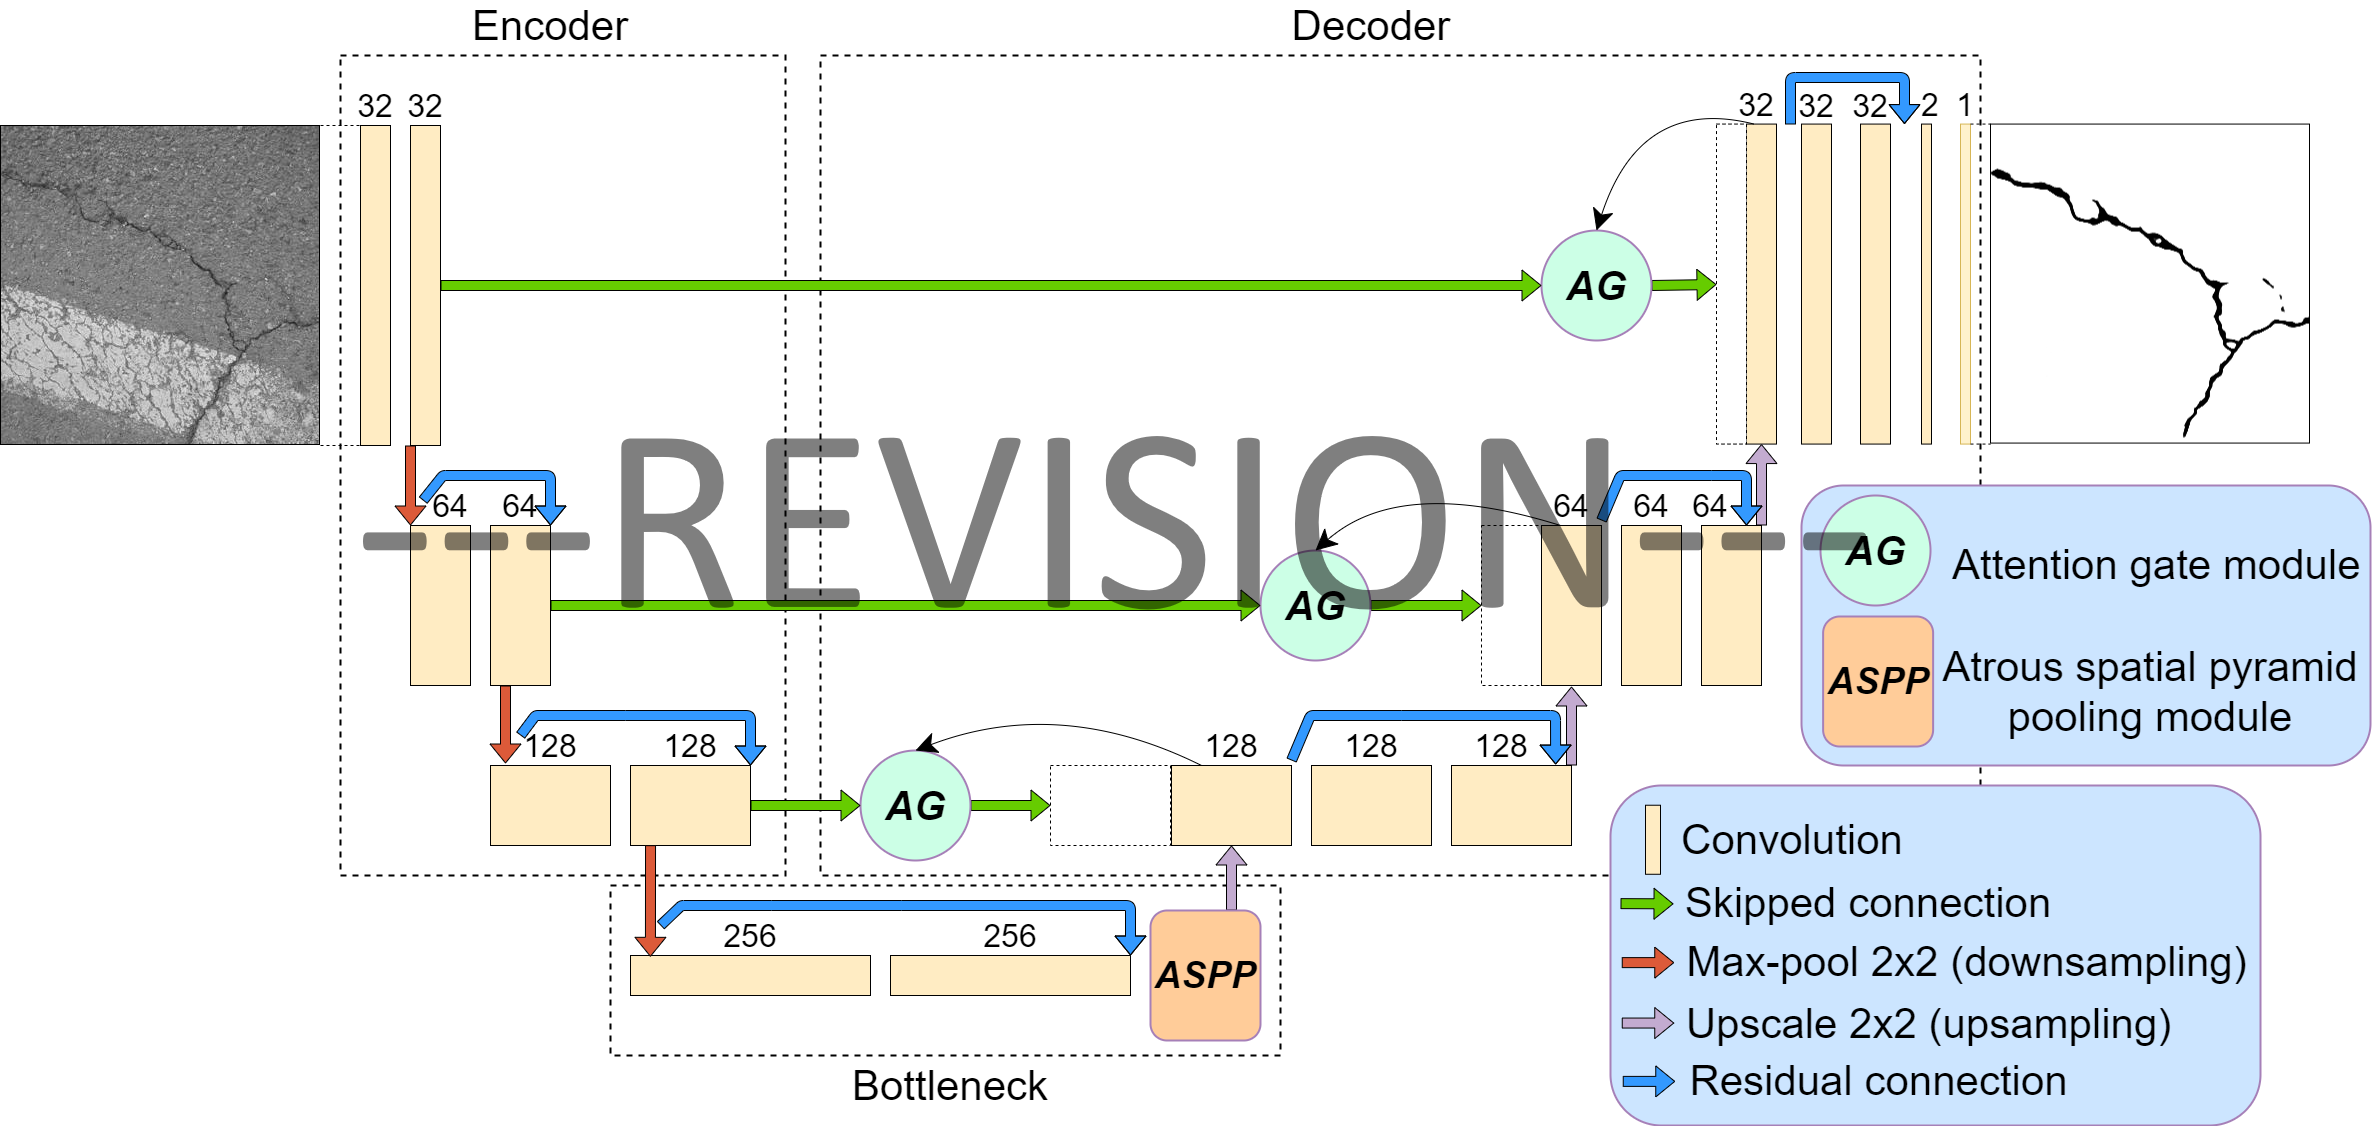 Encoder
Decoder
32 32
32 32 32 2 1
AG
--- REVISION ---
64 64
64 64 64
AG
AG Attention gate module
ASPP Atrous spatial pyramid
pooling module
128 128
128 128 128
AG
256 256
ASPP
Bottleneck
Convolution
Skipped connection
Max-pool 2x2 (downsampling)
Upscale 2x2 (upsampling)
Residual connection